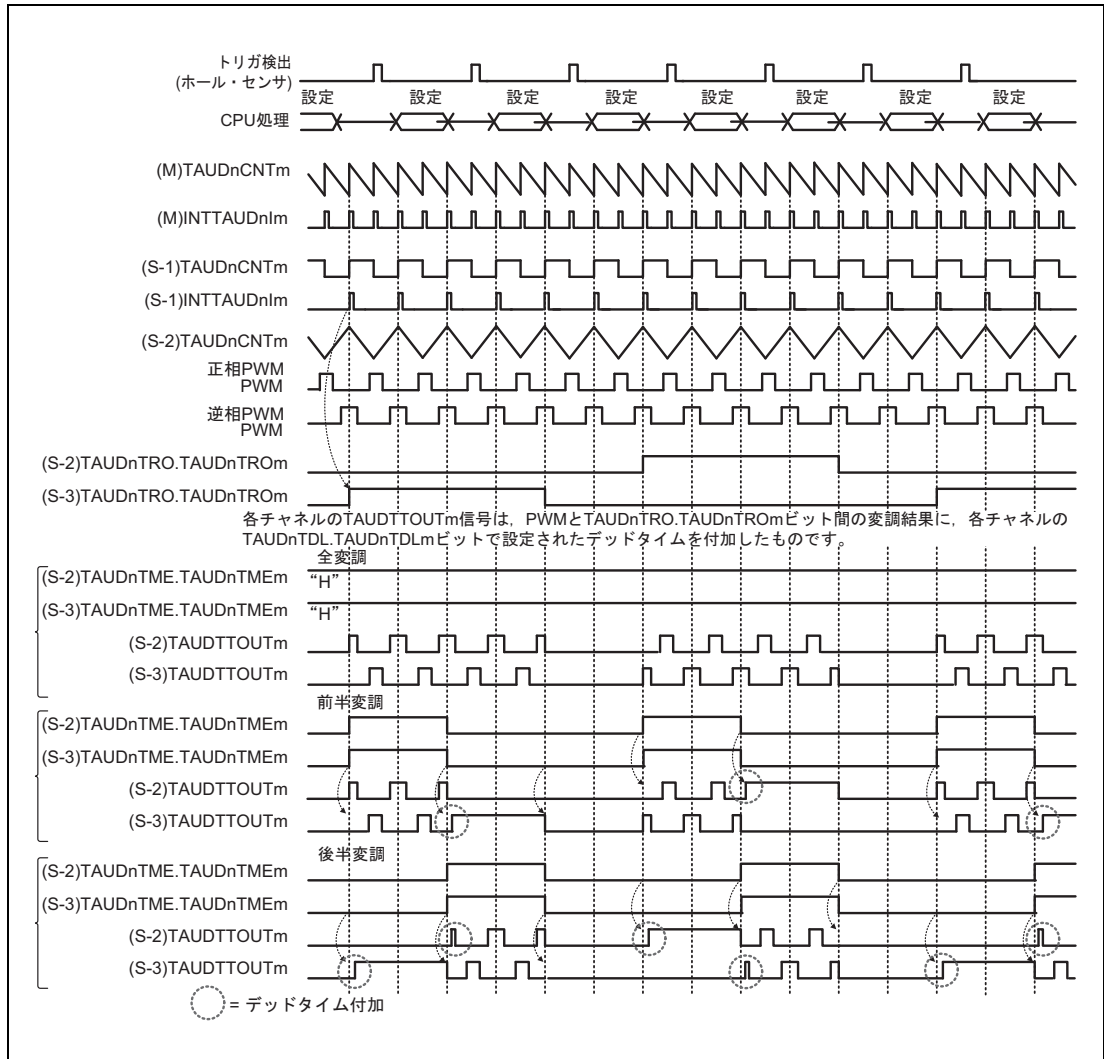 トリガ検出
(ホール・センサ)
設定 設定 設定 設定 設定 設定 設定 設定
CPU処理
(M)TAUDnCNTm
(M)INTTAUDnIm
(S-1)TAUDnCNTm
(S-1)INTTAUDnIm
(S-2)TAUDnCNTm
正相PWM
PWM
逆相PWM
PWM
(S-2)TAUDnTRO.TAUDnTROm
(S-3)TAUDnTRO.TAUDnTROm
各チャネルのTAUDTTOUTm信号は，PWMとTAUDnTRO.TAUDnTROmビット間の変調結果に，各チャネルの
TAUDnTDL.TAUDnTDLmビットで設定されたデッドタイムを付加したものです。
全変調
(S-2)TAUDnTME.TAUDnTMEm “H”
(S-3)TAUDnTME.TAUDnTMEm “H”
(S-2)TAUDTTOUTm
(S-3)TAUDTTOUTm
前半変調
(S-2)TAUDnTME.TAUDnTMEm
(S-3)TAUDnTME.TAUDnTMEm
(S-2)TAUDTTOUTm
(S-3)TAUDTTOUTm
後半変調
(S-2)TAUDnTME.TAUDnTMEm
(S-3)TAUDnTME.TAUDnTMEm
(S-2)TAUDTTOUTm
(S-3)TAUDTTOUTm
= デッドタイム付加